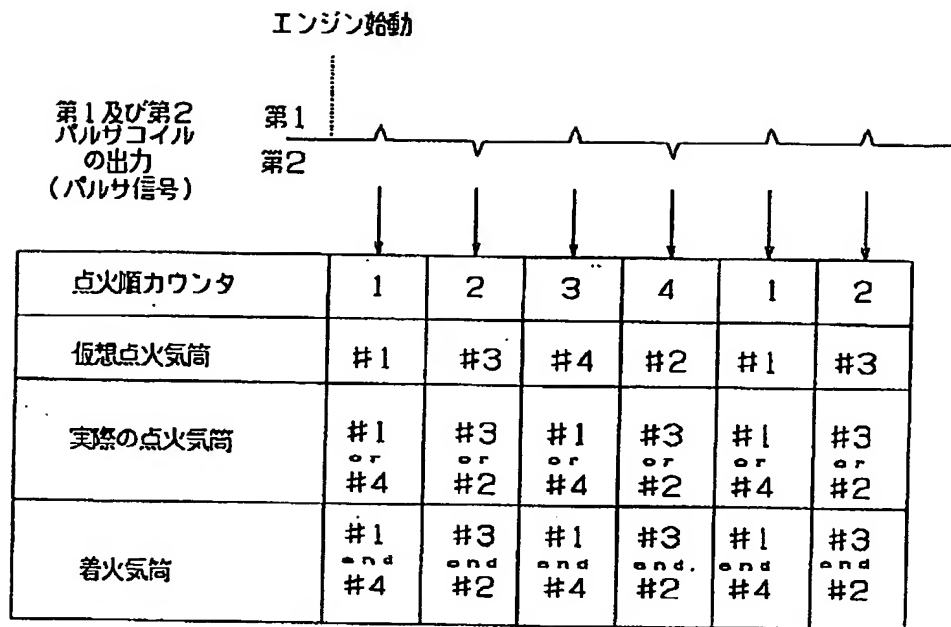 エンジン始動
第1及び第2
パルサコイル
の出力
(パルサ信号)
第1
第2
点火順カウンタ 1 2 3 4 1 2
仮想点火気筒 #1 #3 #4 #2 #1 #3
実際の点火気筒
#1 #3 #1 #3 #1 #3
or or or or or or
#4 #2 #4 #2 #4 #2
着火気筒
#1 #3 #1 #3 #1 #3
and and and and. and and
#4 #2 #4 #2 #4 #2